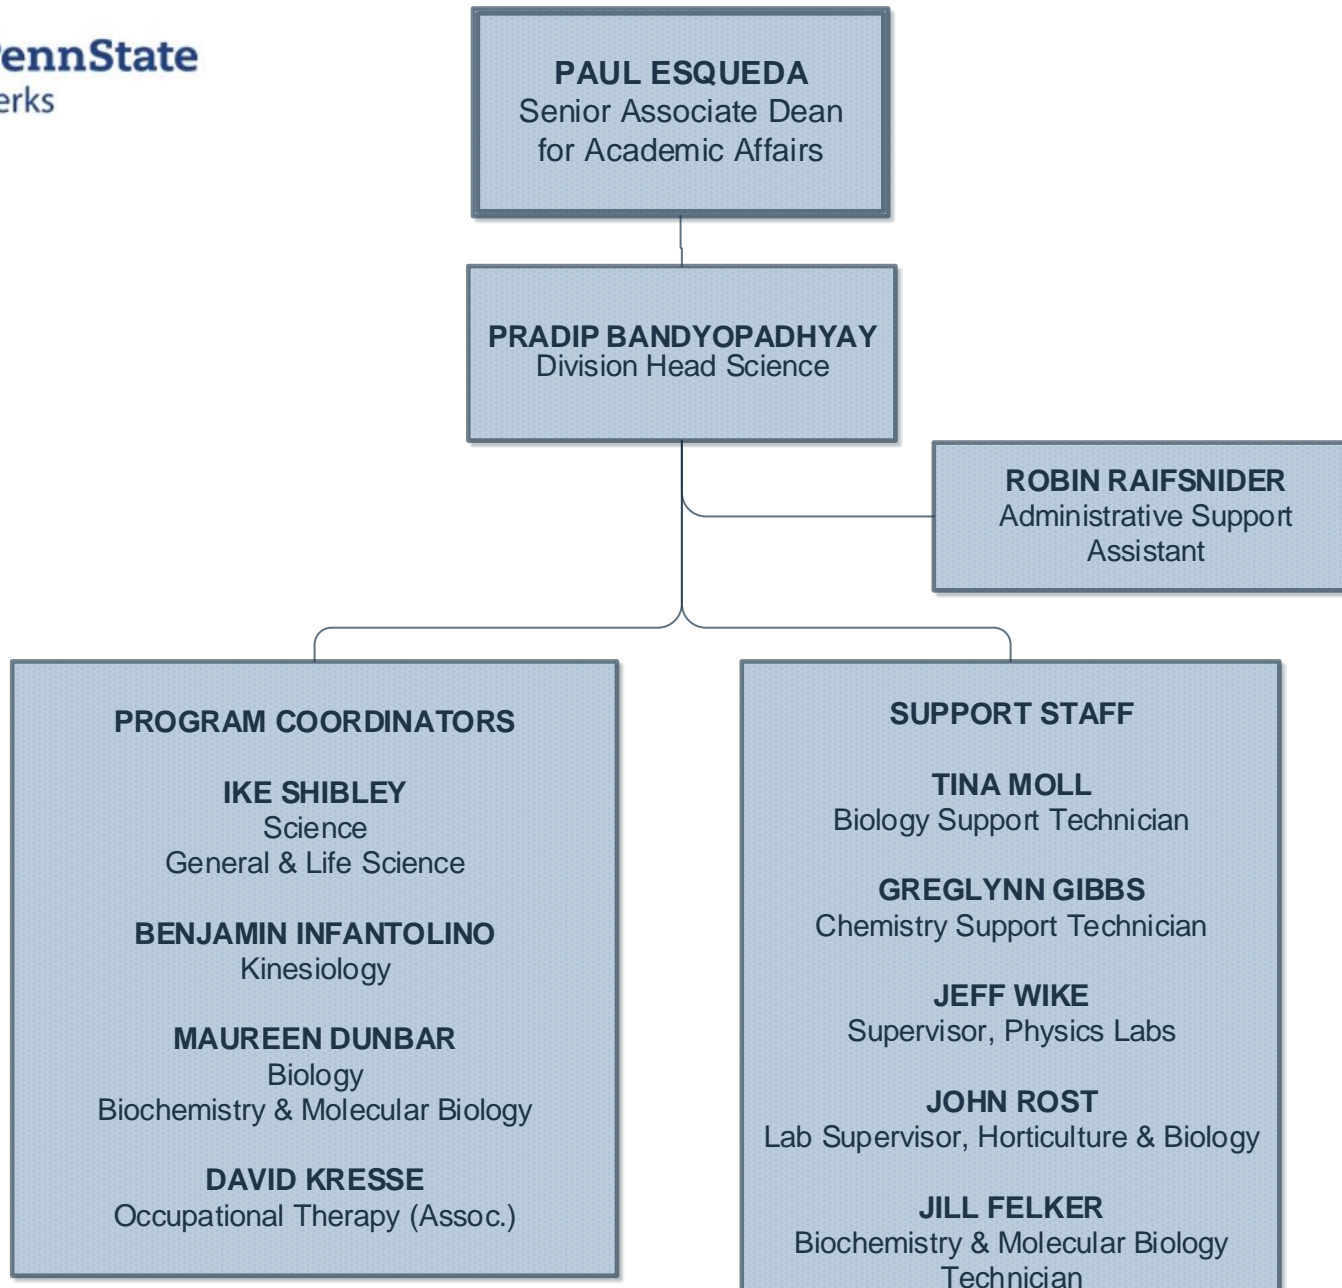 ennState
erks
PAUL ESQUEDA
Senior Associate Dean
for Academic Affairs
PRADIP BANDYOPADHYAY
Division Head Science
ROBIN RAIFSNIDER
Administrative Support
Assistant
PROGRAM COORDINATORS
IKE SHIBLEY
Science
General & Life Science
BENJAMIN INFANTOLINO
Kinesiology
MAUREEN DUNBAR
Biology
Biochemistry & Molecular Biology
DAVID KRESSE
Occupational Therapy (Assoc.)
SUPPORT STAFF
TINA MOLL
Biology Support Technician
GREGLYNN GIBBS
Chemistry Support Technician
JEFF WIKE
Supervisor, Physics Labs
JOHN ROST
Lab Supervisor, Horticulture & Biology
JILL FELKER
Biochemistry & Molecular Biology
Technician